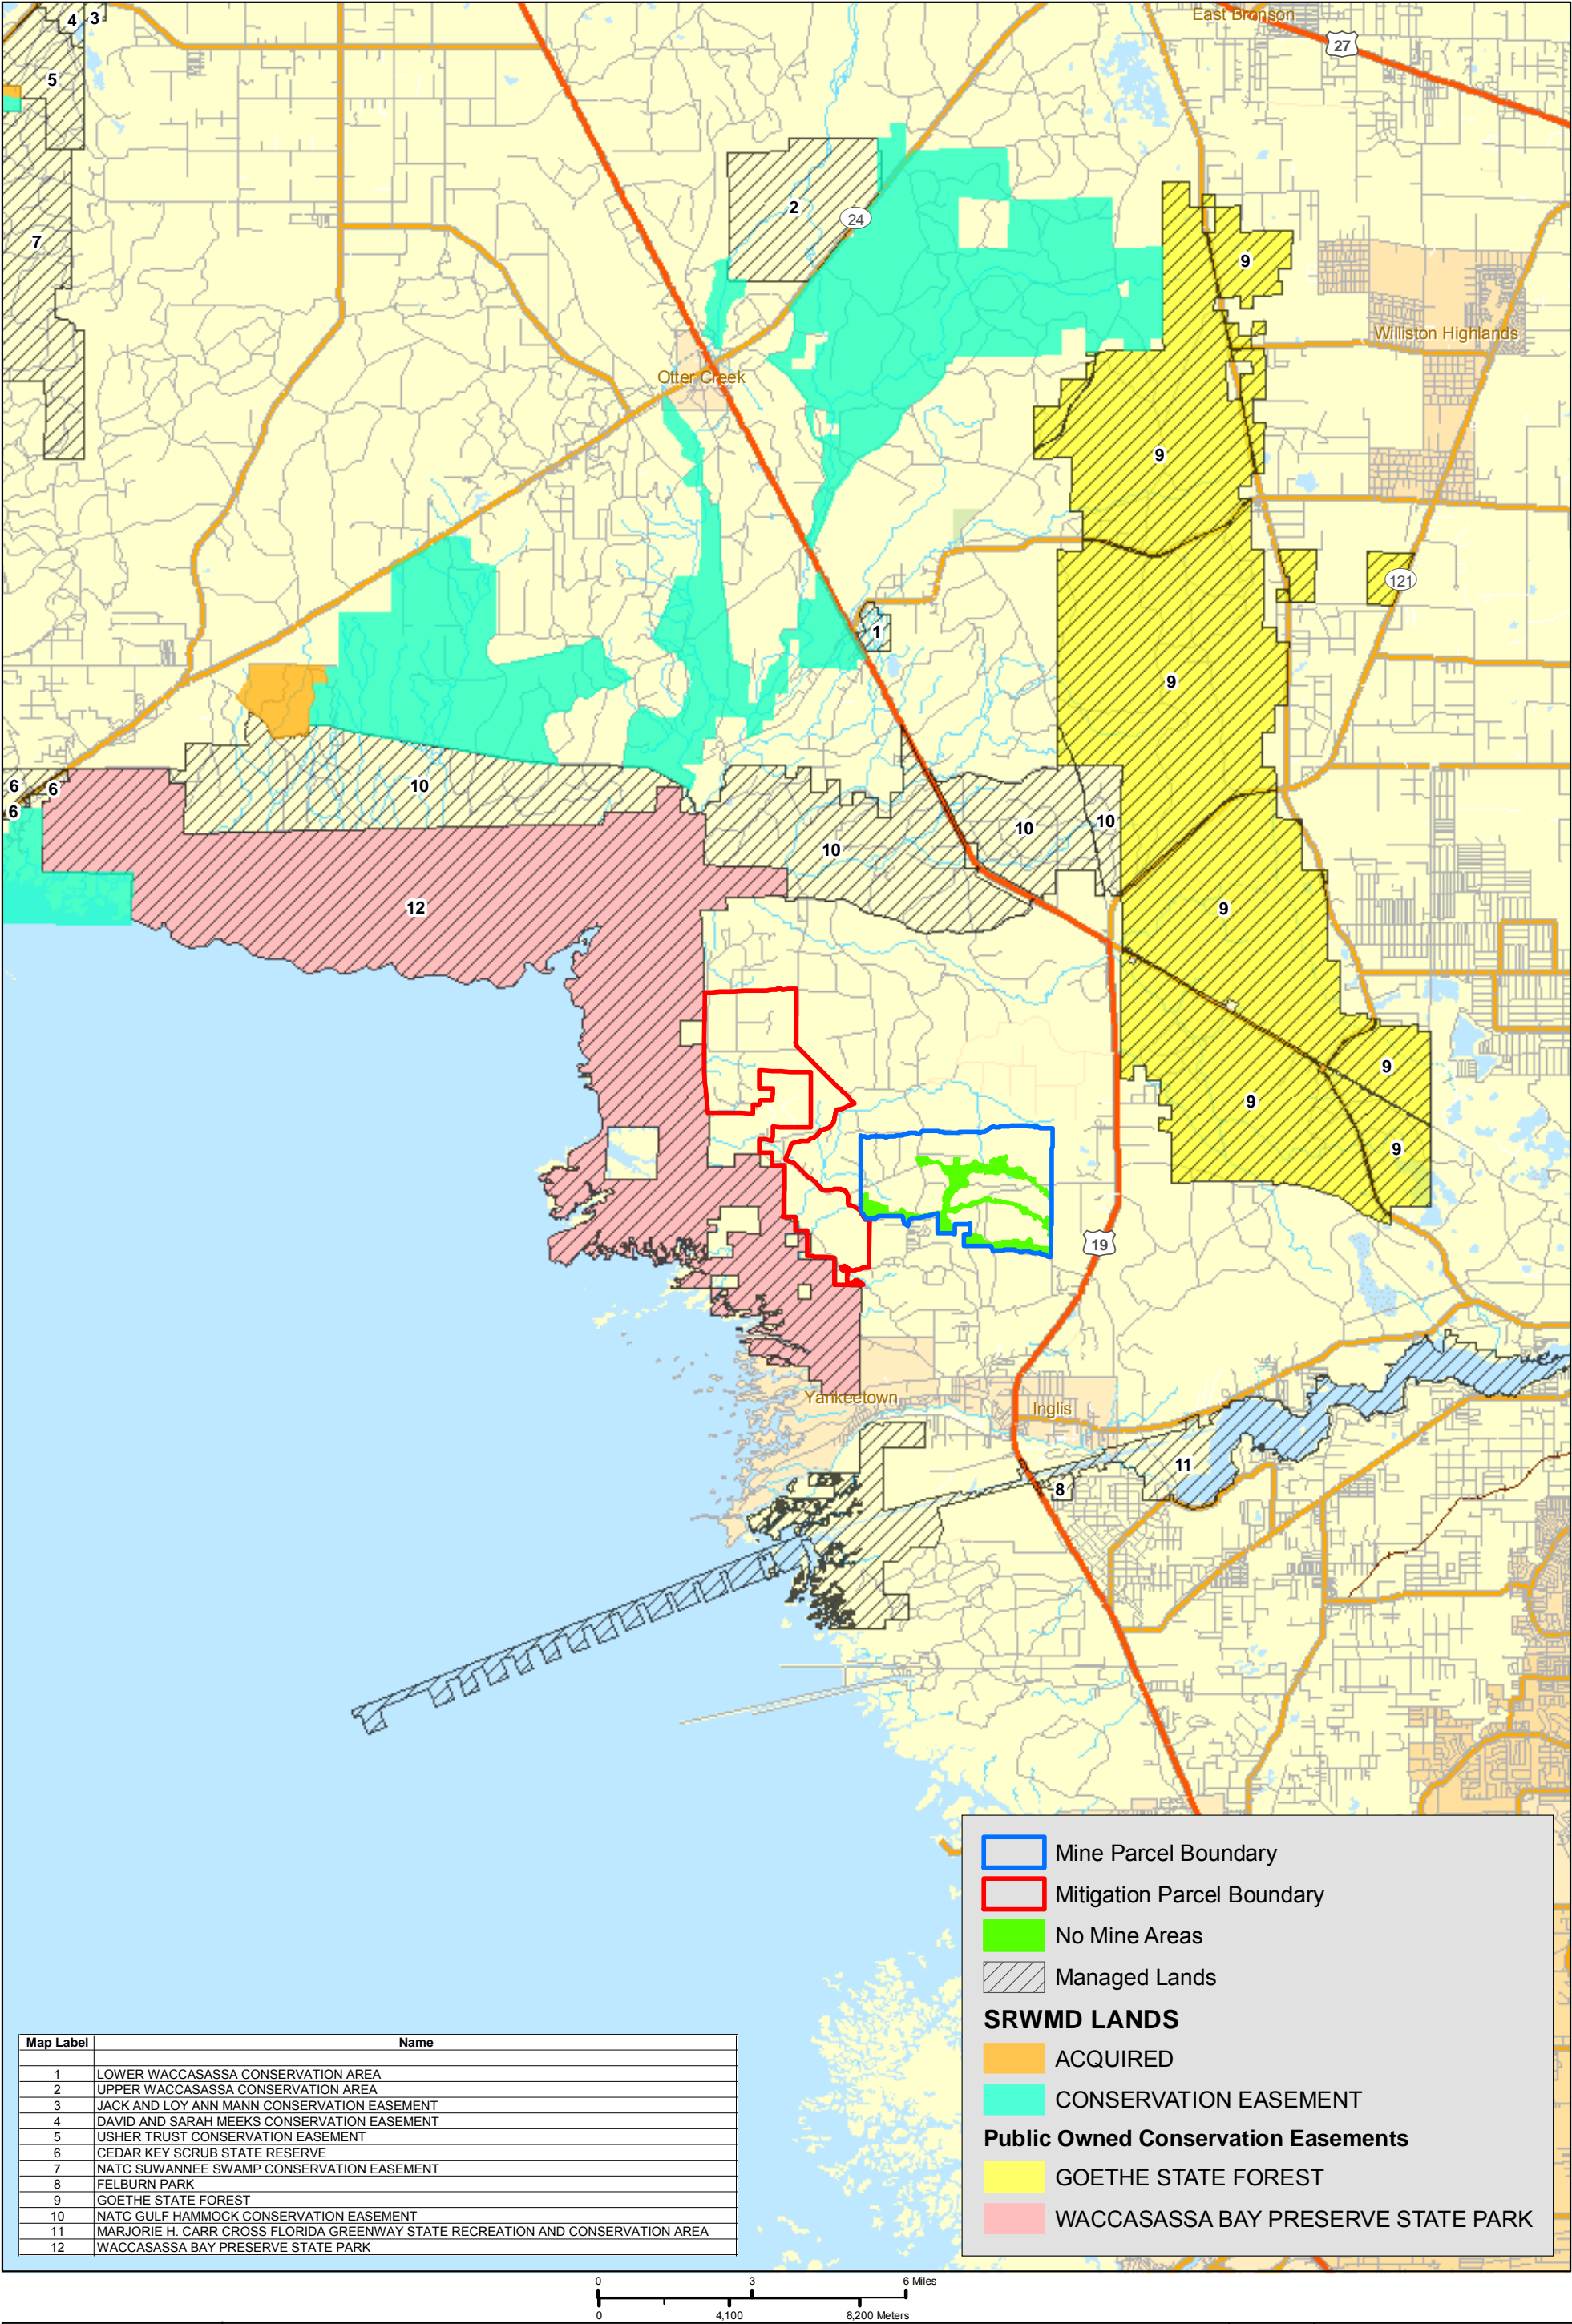 East Bronson
27
4 3
5
24
2
7
9
Williston Highlands
Otter Creek
9
121
1
9
6
6
6
10
10
10
10
12
9
9
9
9
19
Yankeetown
Inglis
11
8
Mine Parcel Boundary
Mitigation Parcel Boundary
No Mine Areas
Managed Lands
SRWMD LANDS
ACQUIRED
CONSERVATION EASEMENT
Public Owned Conservation Easements
GOETHE STATE FOREST
WACCASASSA BAY PRESERVE STATE PARK
Map Label Name
1 LOWER WACCASASSA CONSERVATION AREA
2 UPPER WACCASASSA CONSERVATION AREA
3 JACK AND LOY ANN MANN CONSERVATION EASEMENT
4 DAVID AND SARAH MEEKS CONSERVATION EASEMENT
5 USHER TRUST CONSERVATION EASEMENT
6 CEDAR KEY SCRUB STATE RESERVE
7 NATC SUWANNEE SWAMP CONSERVATION EASEMENT
8 FELBURN PARK
9 GOETHE STATE FOREST
10 NATC GULF HAMMOCK CONSERVATION EASEMENT
11 MARJORIE H. CARR CROSS FLORIDA GREENWAY STATE RECREATION AND CONSERVATION AREA
12 WACCASASSA BAY PRESERVE STATE PARK
0 3 6 Miles
0 4,100 8,200 Meters